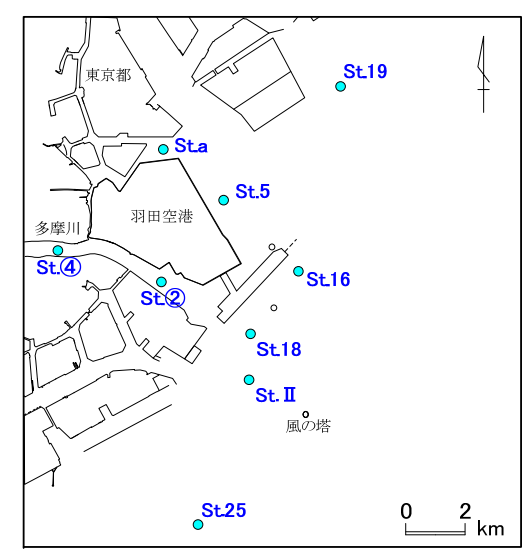 St.19
東京都
St.a
St.5
羽田空港
多摩川
St.④
St.②
St.16
St.18
St.Ⅱ
風の塔
St.25
0 2
km